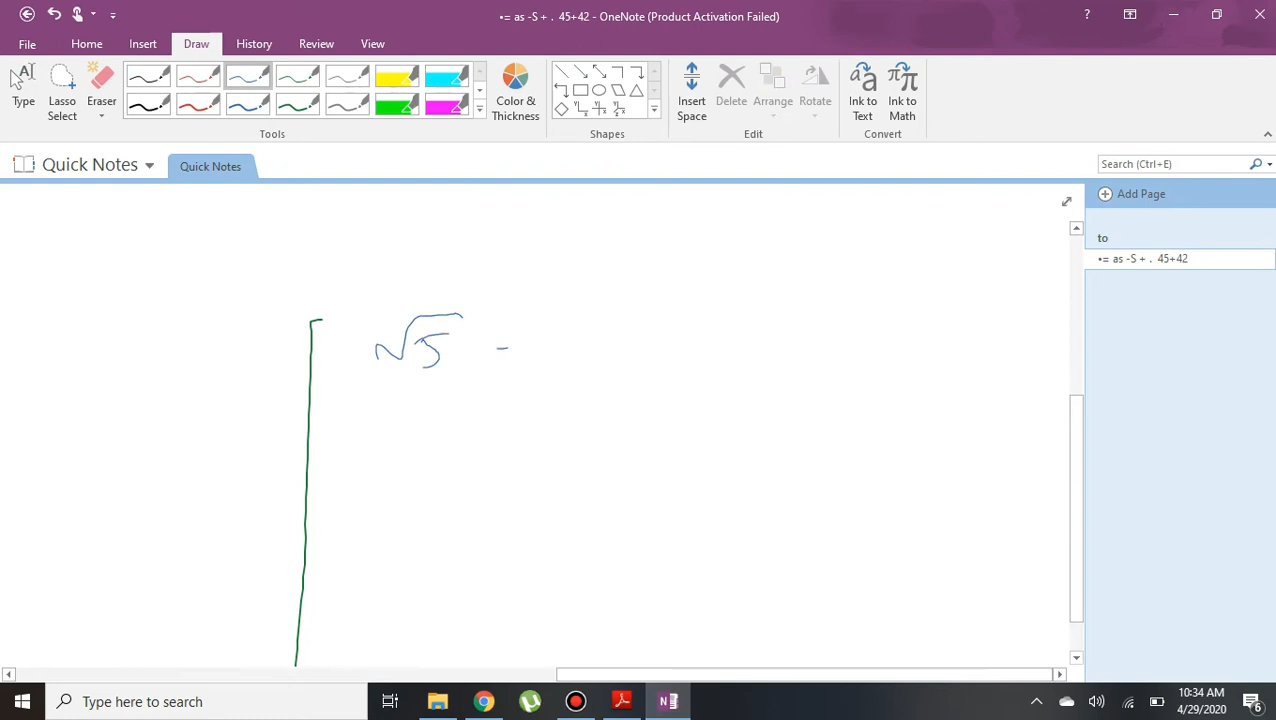 •= as -S + . 45+42 - OneNote (Product Activation Failed)
?
File Home Insert Draw History Review View
Type
Lasso Select
Eraser
Color & Thickness
Insert Space
Delete
Arrange
Rotate
Ink to Text
Ink to Math
Tools
Shapes
Edit
Convert
Quick Notes
Quick Notes
Search (Ctrl+E)
Add Page
to
•= as -S + . 45+42
√5 -
Type here to search
10:34 AM
4/29/2020
6